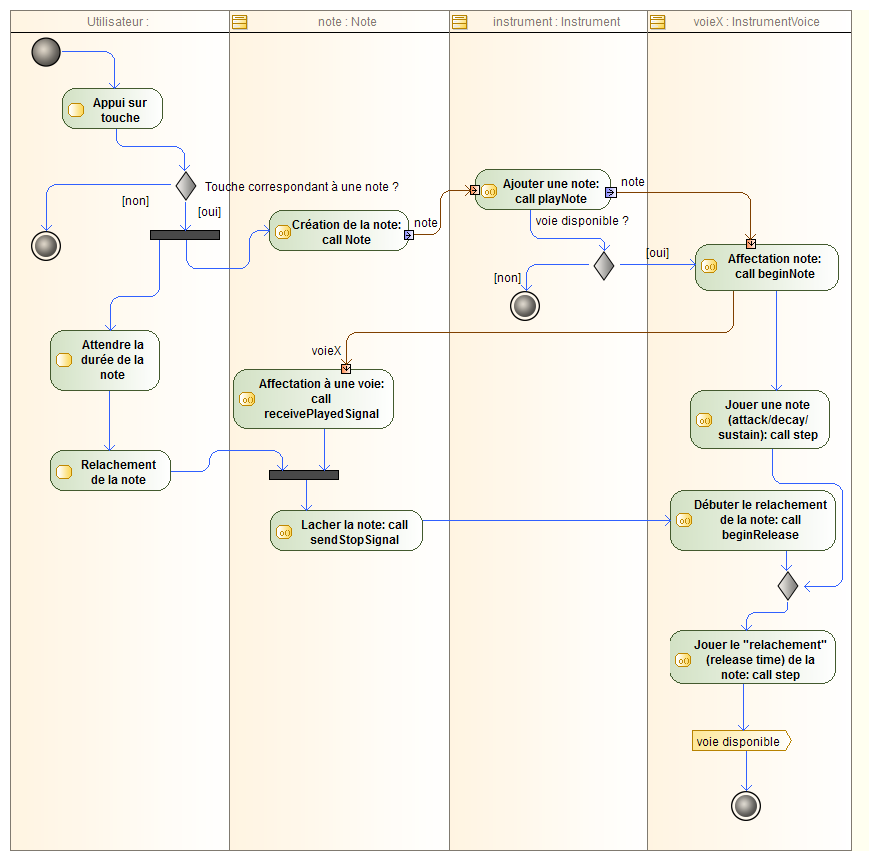 Utilisateur :
note : Note
instrument : Instrument
voieX : InstrumentVoice
Appui sur
touche
Touche correspondant à une note ?
[non]
[oui]
Création de la note:
call Note
note
Ajouter une note:
call playNote
note
voie disponible ?
[non]
[oui]
Affectation note:
call beginNote
voieX
Attendre la
durée de la
note
Affectation à une voie:
call
receivePlayedSignal
Jouer une note
(attack/decay/
sustain): call step
Relachement
de la note
Lacher la note: call
sendStopSignal
Débuter le relachement
de la note: call
beginRelease
Jouer le "relachement"
(release time) de la
note: call step
voie disponible